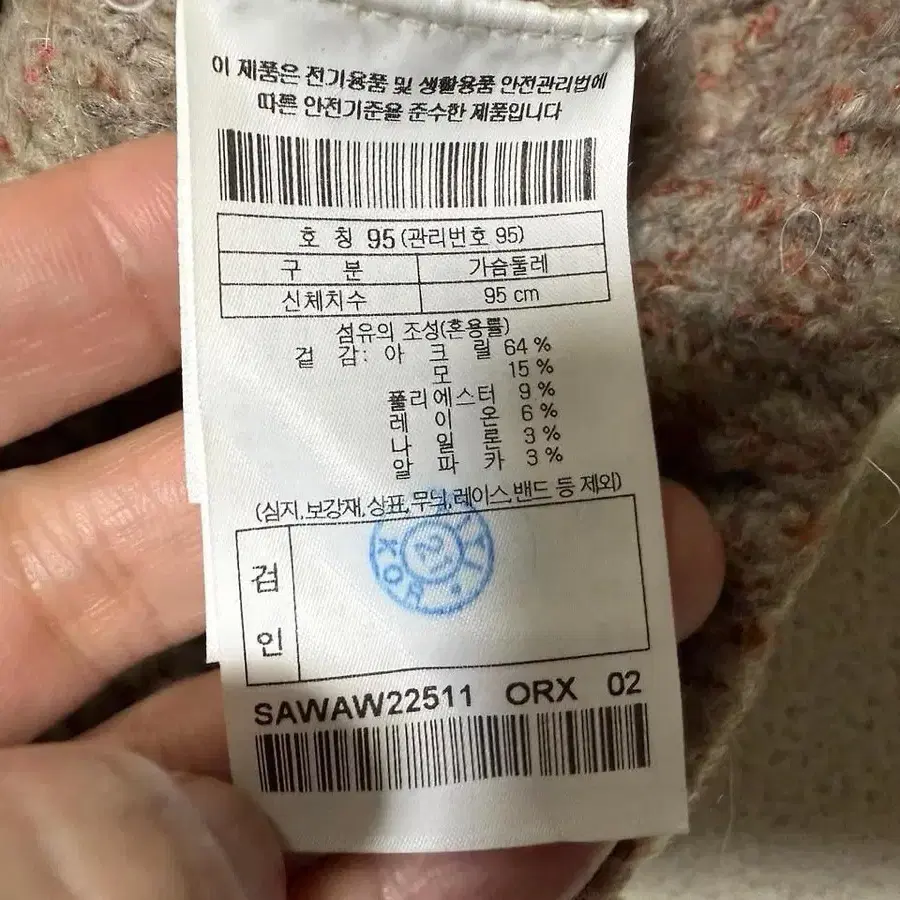 이 제품은 전기용품 및 생활용품 안전관리법에
따른 안전기준을 준수한 제품입니다
호 칭 95 (관리번호 95)
구 분 가슴둘레
신체치수 95 cm
섬유의 조성(혼용률)
겉 감: 아 크 릴 64 %
모 15 %
폴리에스터 9 %
레 이 온 6 %
나 일 론 3 %
알 파 카 3 %
(심지,보강재,상표,무늬,레이스,밴드 등 제외)
검
인
SAWAW22511 ORX 02